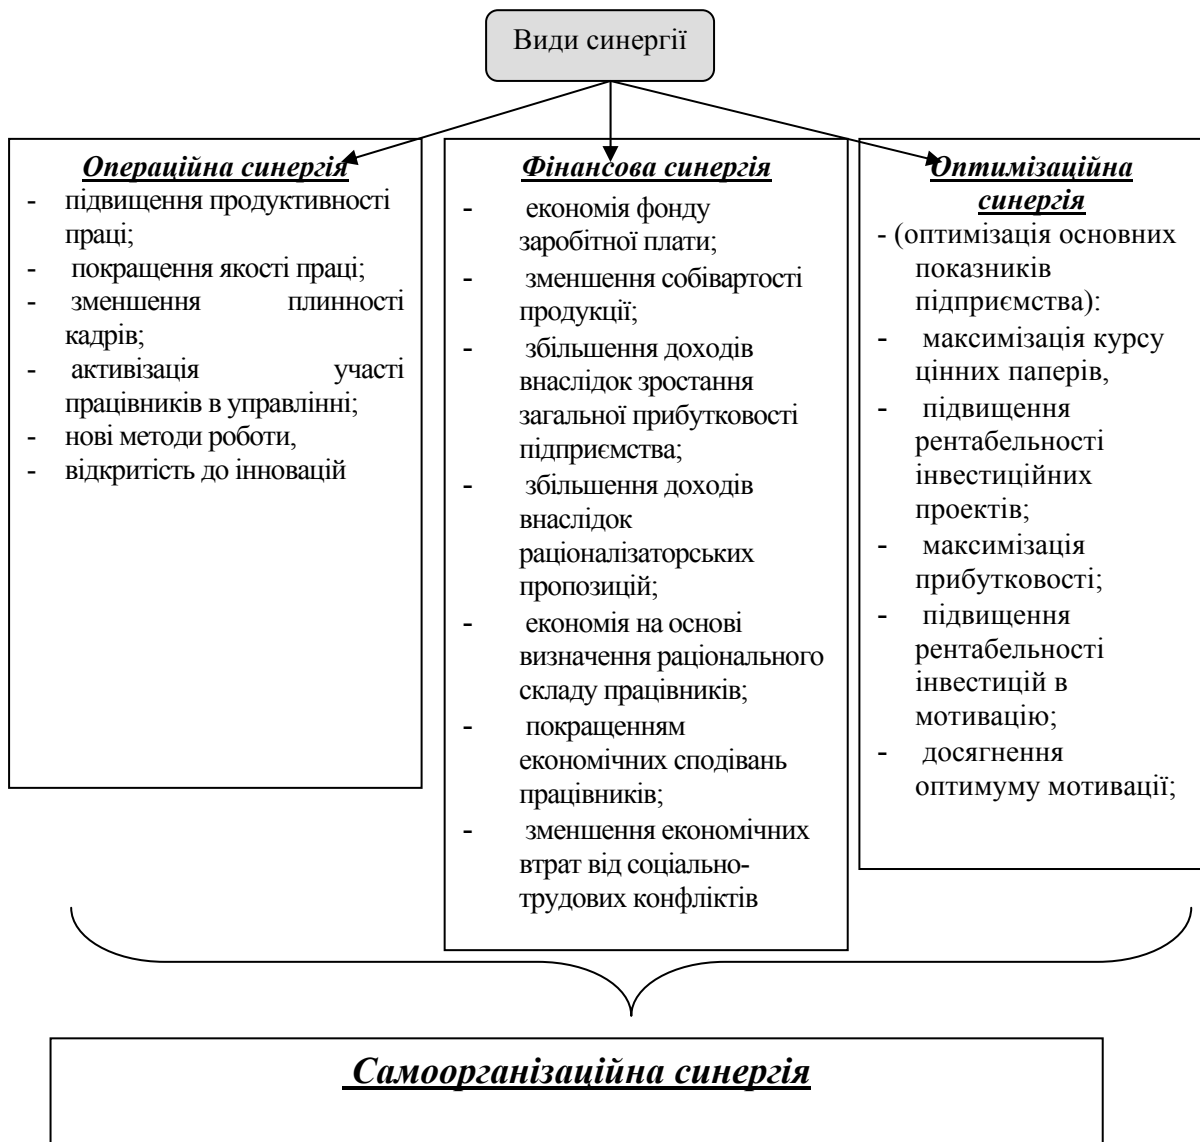 Види синергії
Операційна синергія
- підвищення продуктивності
праці;
- покращення якості праці;
- зменшення плинності
кадрів;
- активізація участі
працівників в управлінні;
- нові методи роботи,
- відкритість до інновацій
Фінансова синергія
- економія фонду
заробітної плати;
- зменшення собівартості
продукції;
- збільшення доходів
внаслідок зростання
загальної прибутковості
підприємства;
- збільшення доходів
внаслідок
раціоналізаторських
пропозицій;
- економія на основі
визначення раціонального
складу працівників;
- покращенням
економічних сподівань
працівників;
- зменшення економічних
втрат від соціально-
трудових конфліктів
Оптимізаційна
синергія
- (оптимізація основних
показників
підприємства):
- максимізація курсу
цінних паперів,
- підвищення
рентабельності
інвестиційних
проектів;
- максимізація
прибутковості;
- підвищення
рентабельності
інвестицій в
мотивацію;
- досягнення
оптимуму мотивації;
Самоорганізаційна синергія